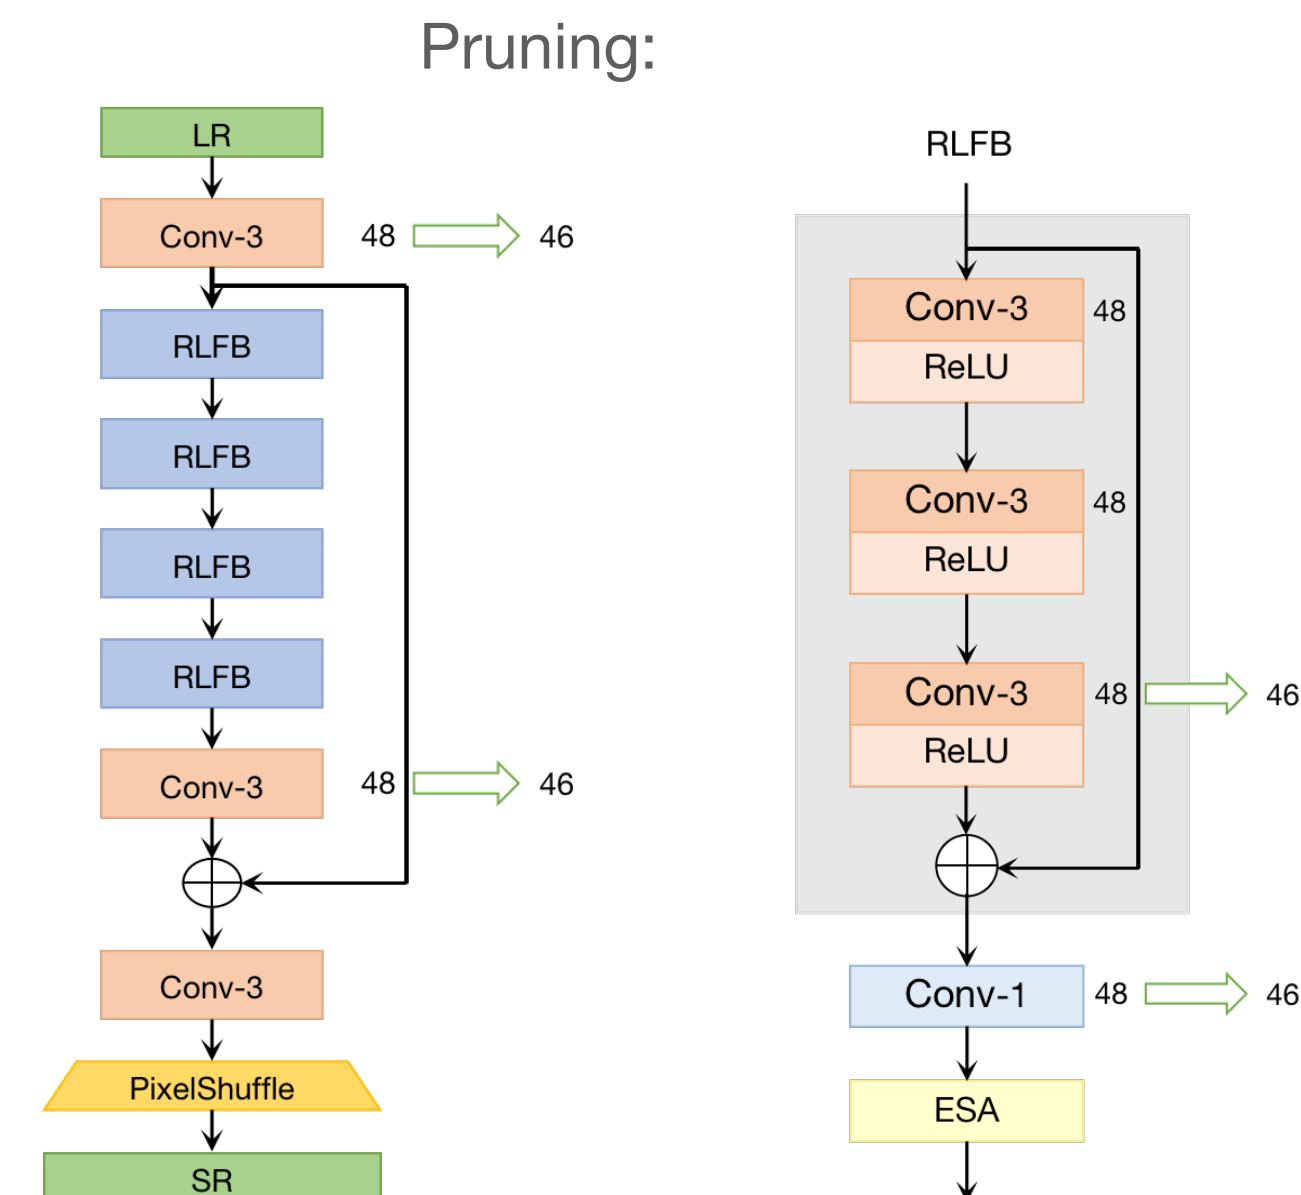 Pruning:
LR
Conv-3
48
46
RLFB
RLFB
RLFB
RLFB
Conv-3
48
46
Conv-3
PixelShuffle
SR
RLFB
Conv-3
48
ReLU
Conv-3
48
ReLU
Conv-3
48
46
ReLU
Conv-1
48
46
ESA